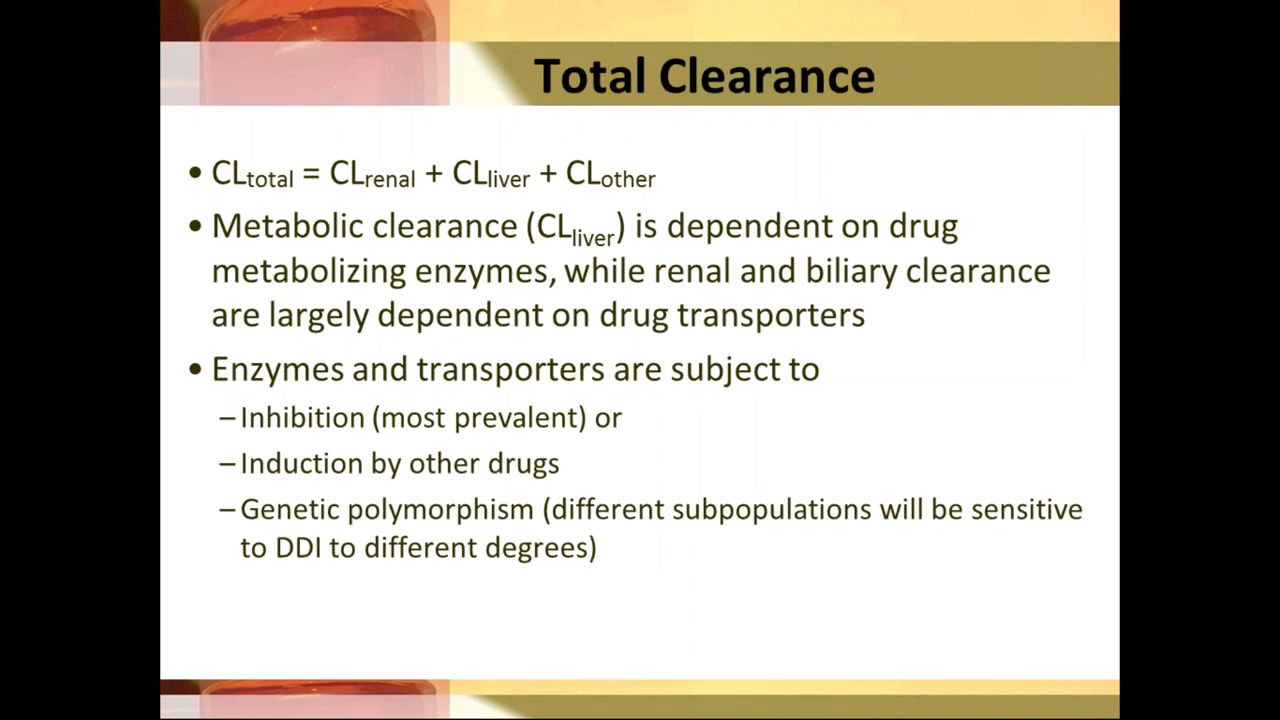 Total Clearance
• CLtotal = CLrenal + CLliver + CLother
• Metabolic clearance (CLliver) is dependent on drug
metabolizing enzymes, while renal and biliary clearance
are largely dependent on drug transporters
• Enzymes and transporters are subject to
– Inhibition (most prevalent) or
– Induction by other drugs
– Genetic polymorphism (different subpopulations will be sensitive
to DDI to different degrees)